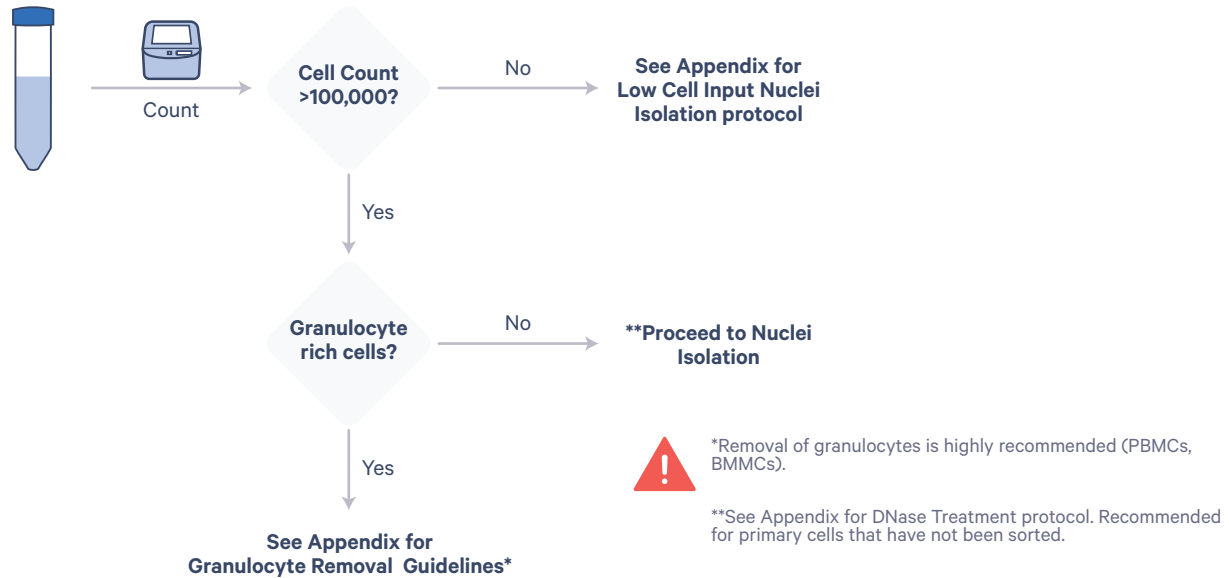 Count
Cell Count
>100,000?
No
See Appendix for
Low Cell Input Nuclei
Isolation protocol
Yes
Granulocyte
rich cells?
No
**Proceed to Nuclei
Isolation
Yes
See Appendix for
Granulocyte Removal Guidelines*
*Removal of granulocytes is highly recommended (PBMCs,
BMMCs).
**See Appendix for DNase Treatment protocol. Recommended
for primary cells that have not been sorted.